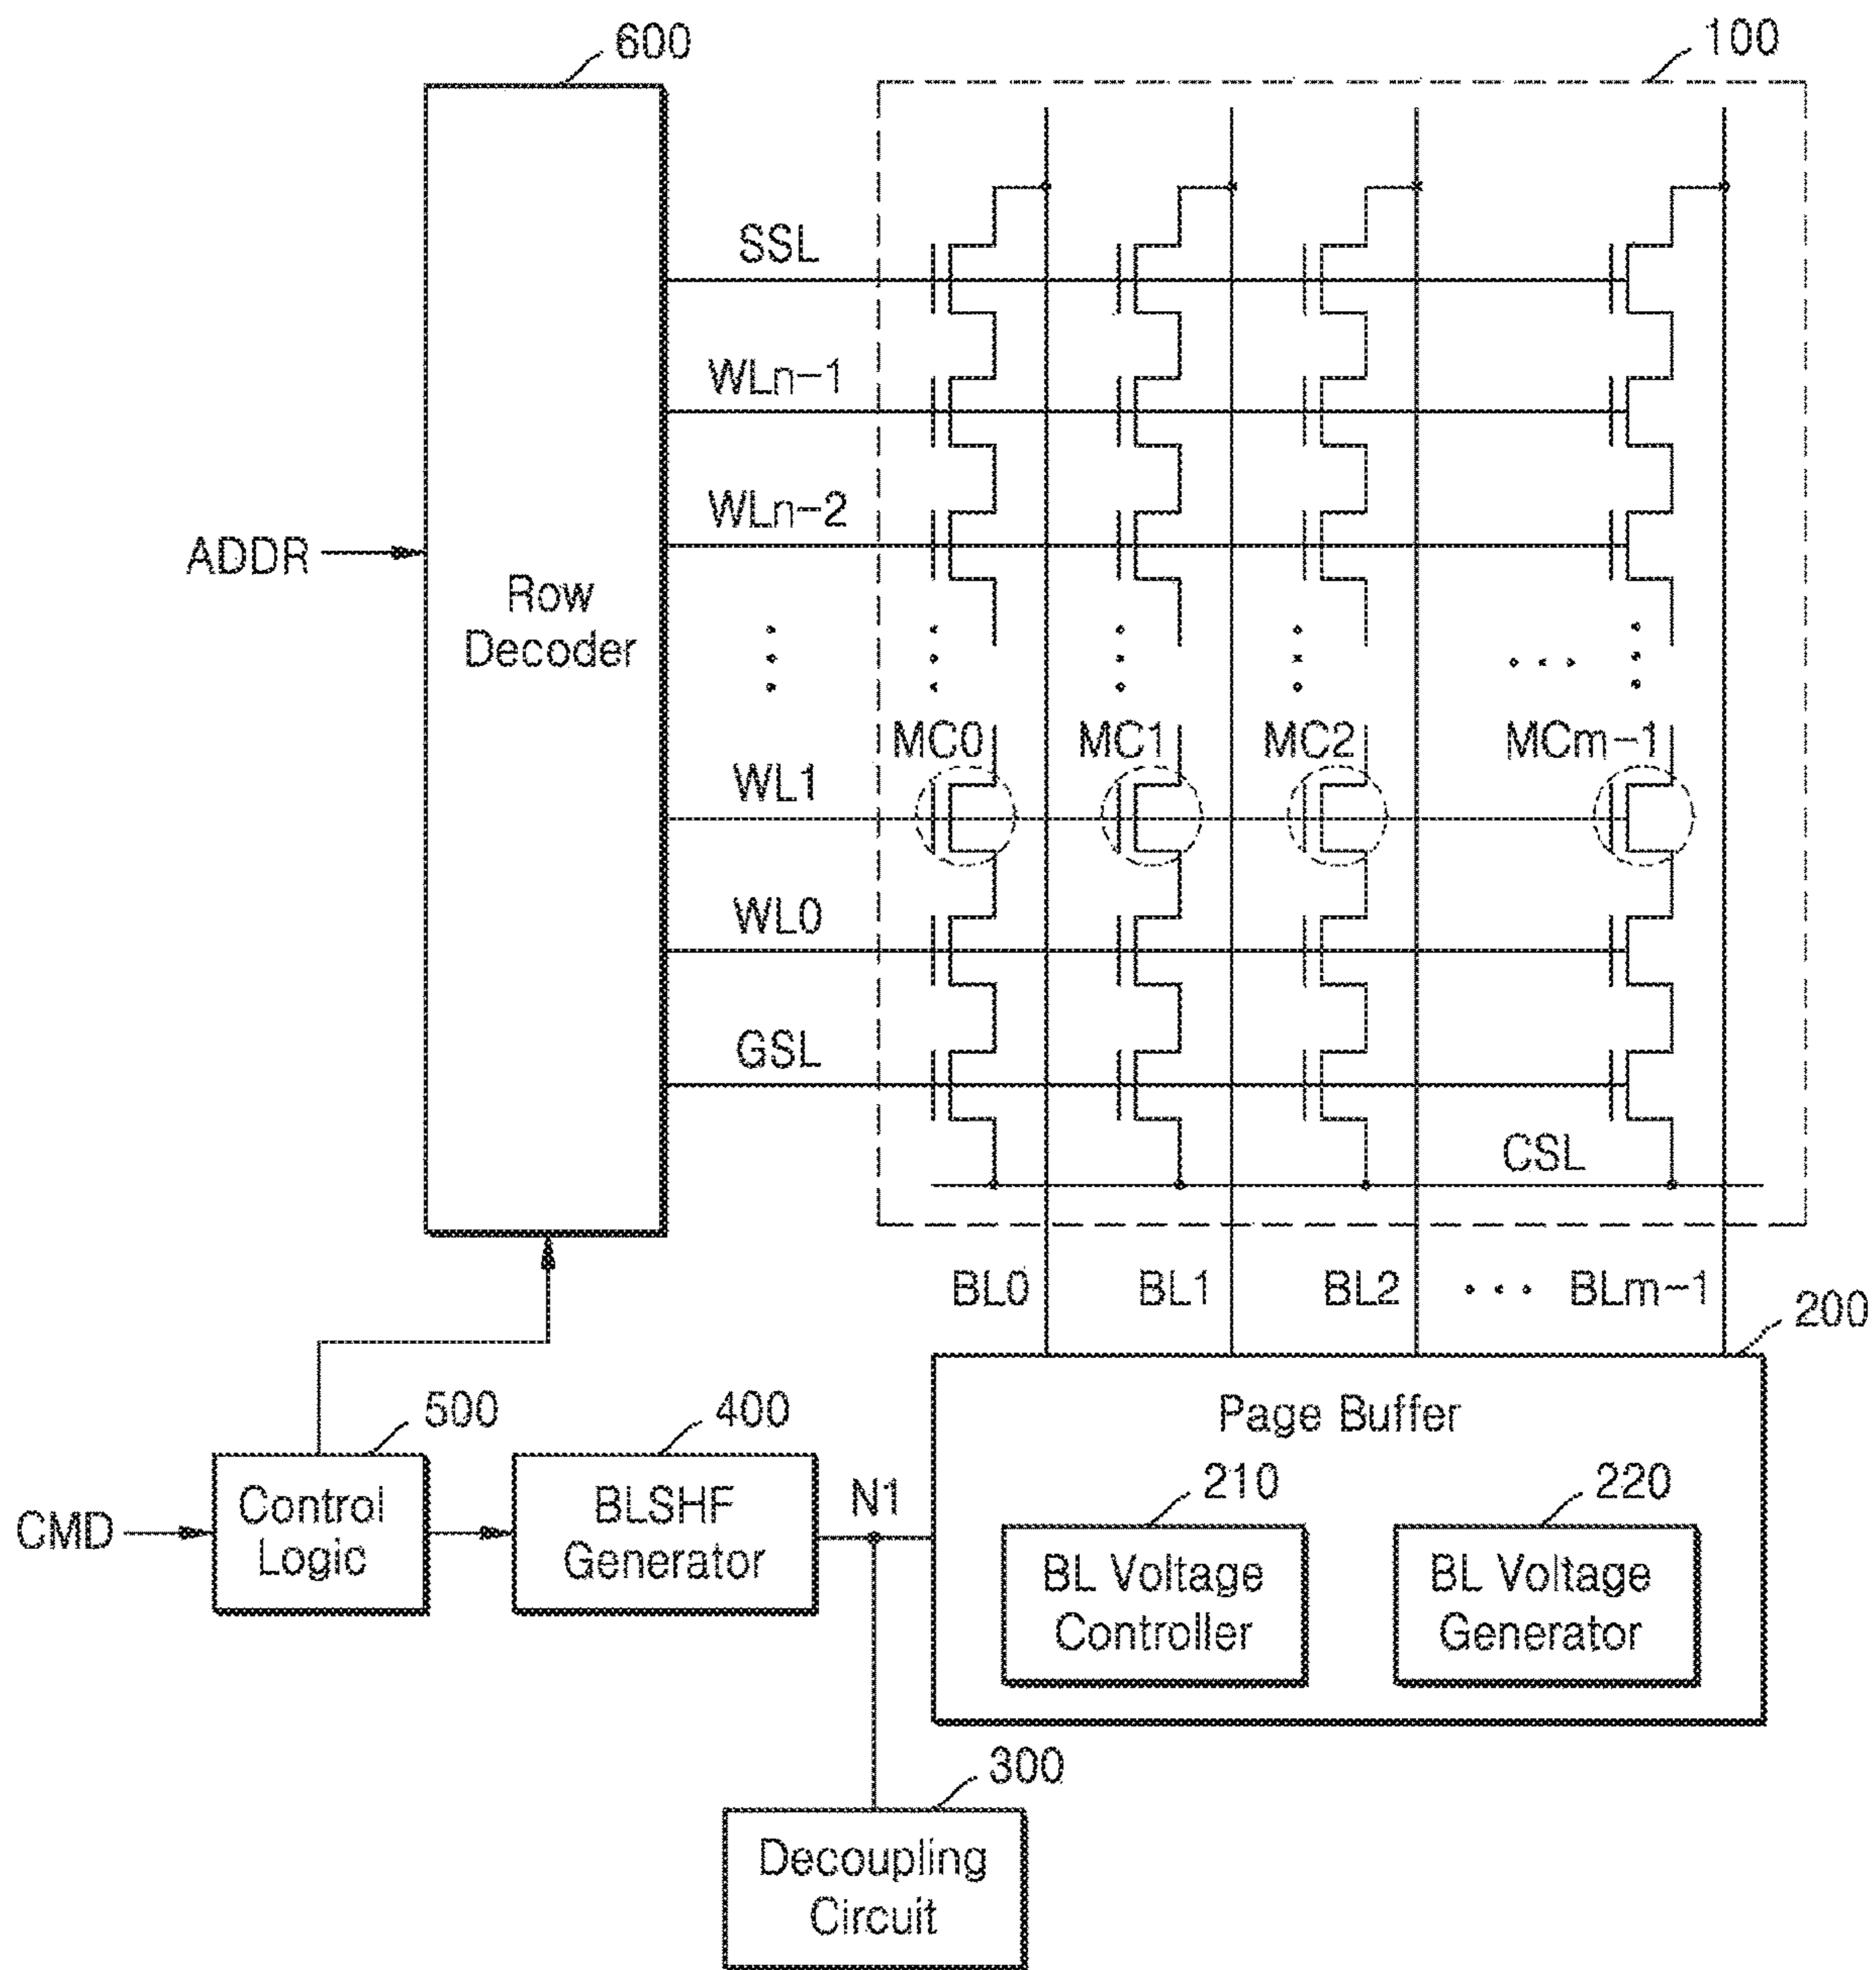 600
100
SSL
WLn-1
WLn-2
ADDR
Row
Decoder
MC0 MC1 MC2 MCm-1
WL1
WL0
GSL
CSL
BL0 BL1 BL2 ... BLm-1
200
500
400
Page Buffer
CMD
Control
Logic
BLSHF
Generator
N1
210
220
BL Voltage
Controller
BL Voltage
Generator
300
Decoupling
Circuit